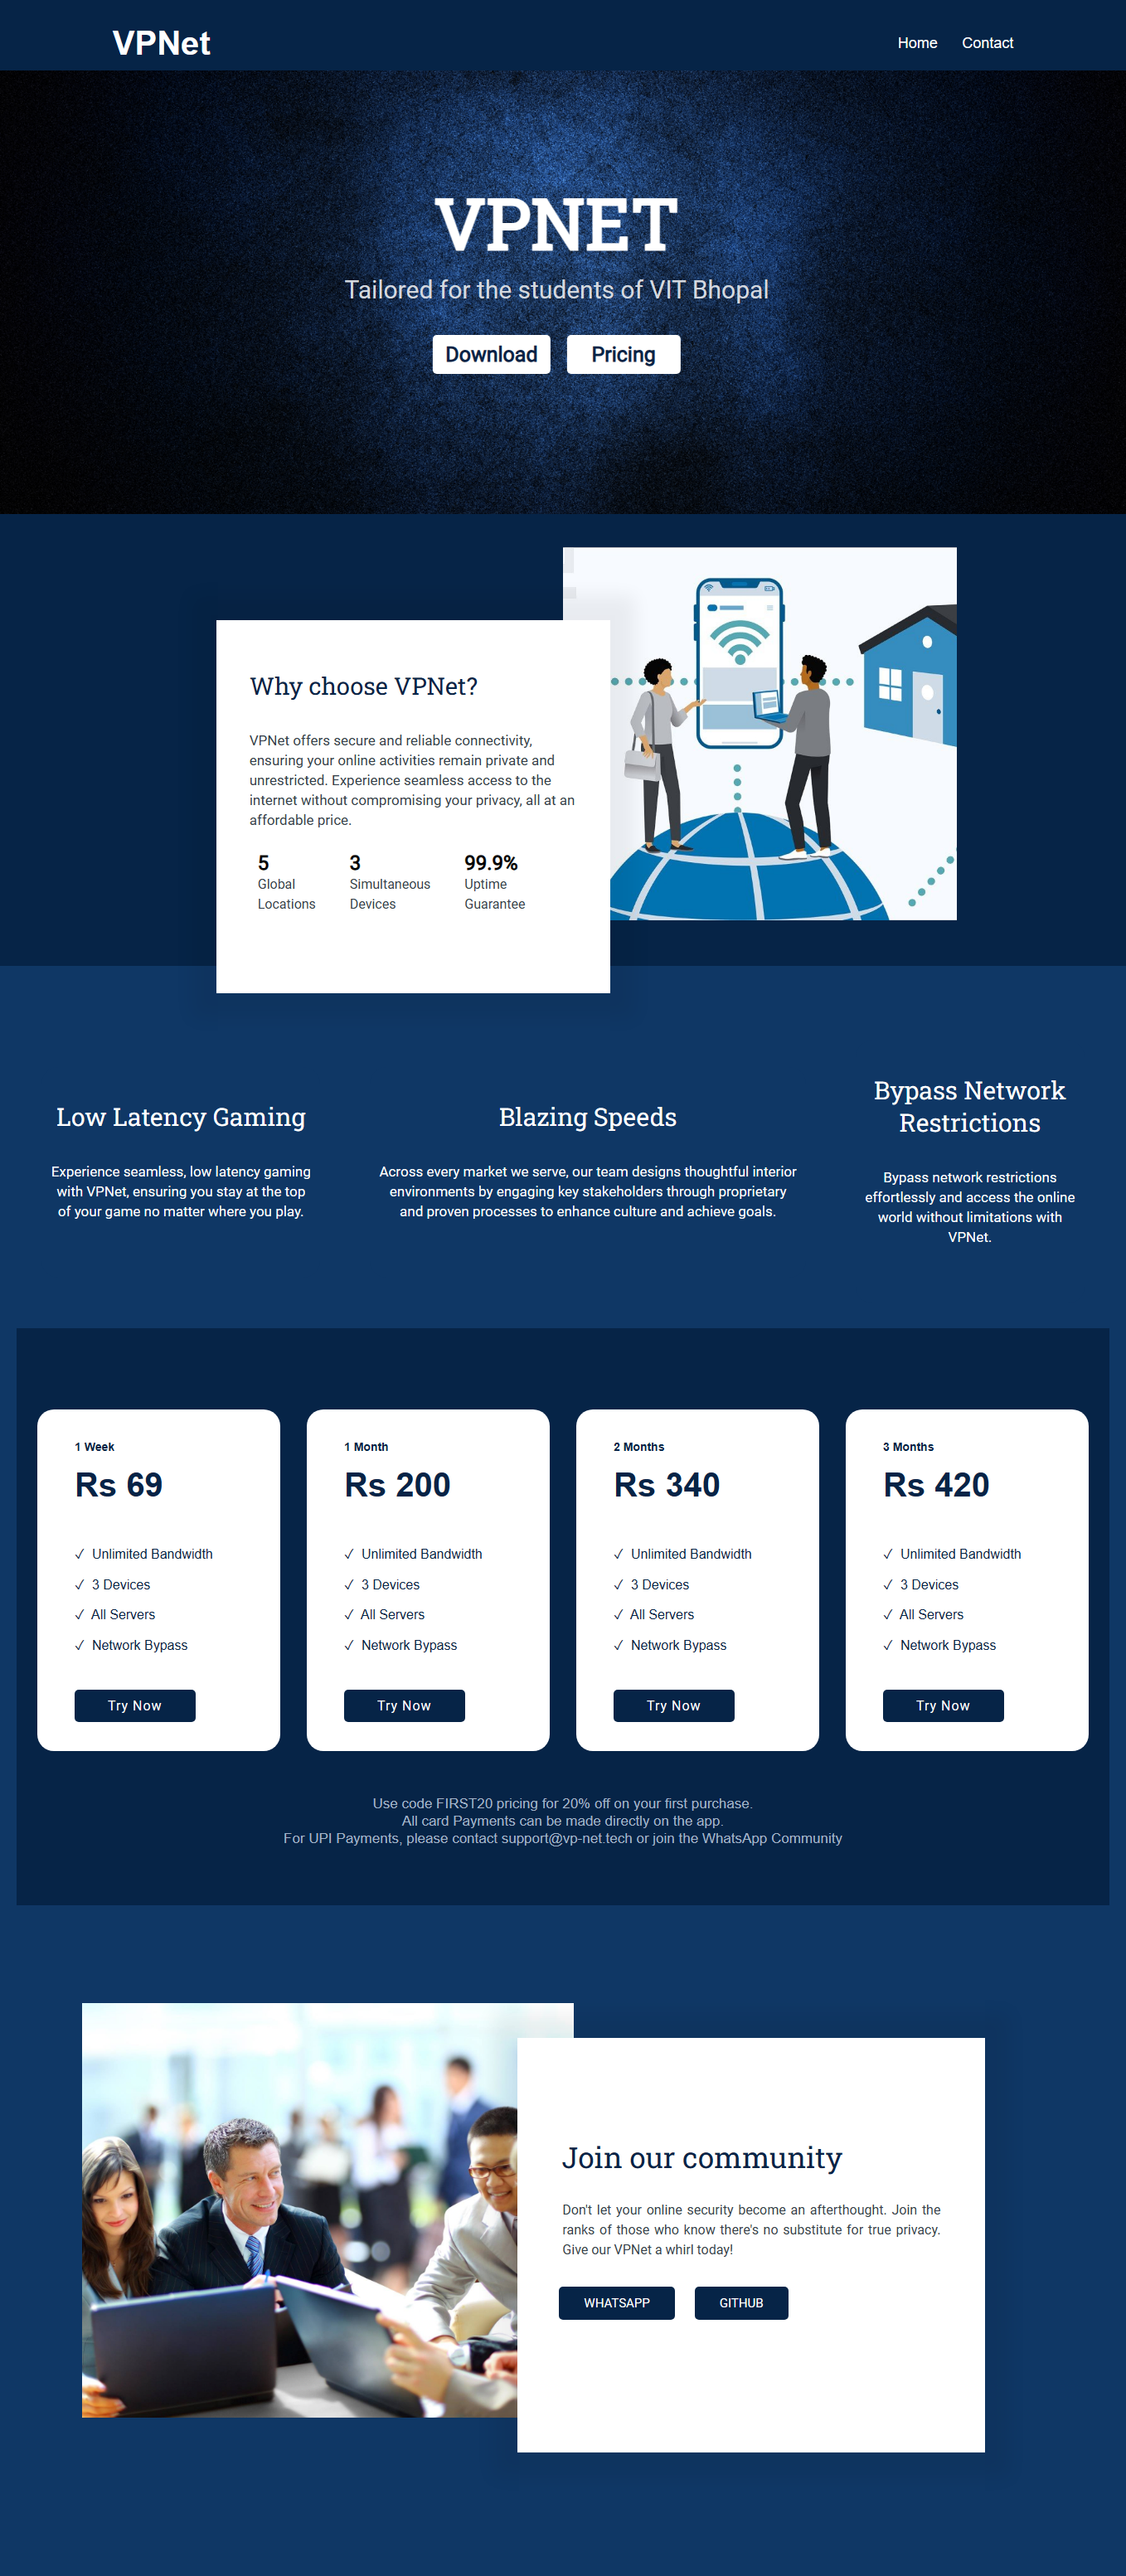 VPNet
Home
Contact
VPNET
Tailored for the students of VIT Bhopal
Download
Pricing
Why choose VPNet?
VPNet offers secure and reliable connectivity,
ensuring your online activities remain private and
unrestricted. Experience seamless access to the
internet without compromising your privacy, all at an
affordable price.
5
Global
Locations
3
Simultaneous
Devices
99.9%
Uptime
Guarantee
Low Latency Gaming
Experience seamless, low latency gaming
with VPNet, ensuring you stay at the top
of your game no matter where you play.
Blazing Speeds
Across every market we serve, our team designs thoughtful interior
environments by engaging key stakeholders through proprietary
and proven processes to enhance culture and achieve goals.
Bypass Network
Restrictions
Bypass network restrictions
effortlessly and access the online
world without limitations with
VPNet.
1 Week
Rs 69
✓ Unlimited Bandwidth
✓ 3 Devices
✓ All Servers
✓ Network Bypass
Try Now
1 Month
Rs 200
✓ Unlimited Bandwidth
✓ 3 Devices
✓ All Servers
✓ Network Bypass
Try Now
2 Months
Rs 340
✓ Unlimited Bandwidth
✓ 3 Devices
✓ All Servers
✓ Network Bypass
Try Now
3 Months
Rs 420
✓ Unlimited Bandwidth
✓ 3 Devices
✓ All Servers
✓ Network Bypass
Try Now
Use code FIRST20 pricing for 20% off on your first purchase.
All card Payments can be made directly on the app.
For UPI Payments, please contact support@vp-net.tech or join the WhatsApp Community
Join our community
Don't let your online security become an afterthought. Join the
ranks of those who know there's no substitute for true privacy.
Give our VPNet a whirl today!
WHATSAPP
GITHUB